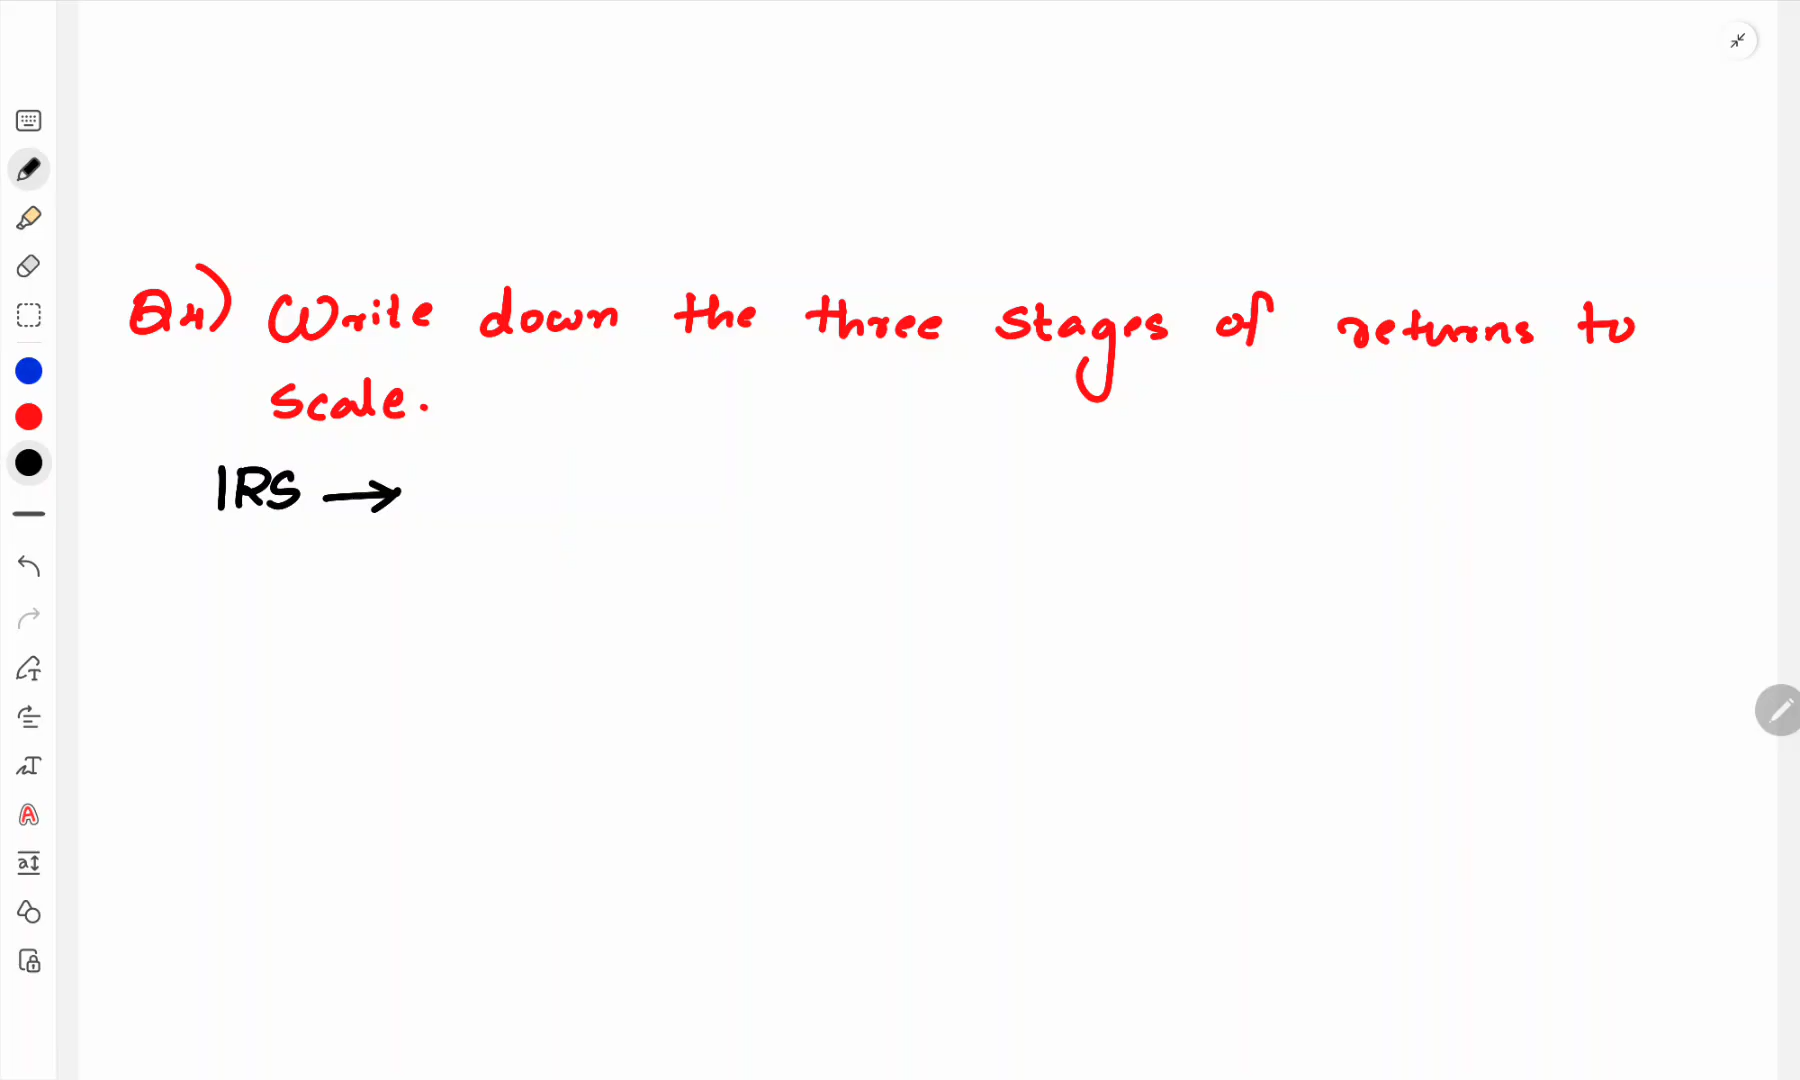 Q4) Write down the three stages of returns to
scale.
IRS →